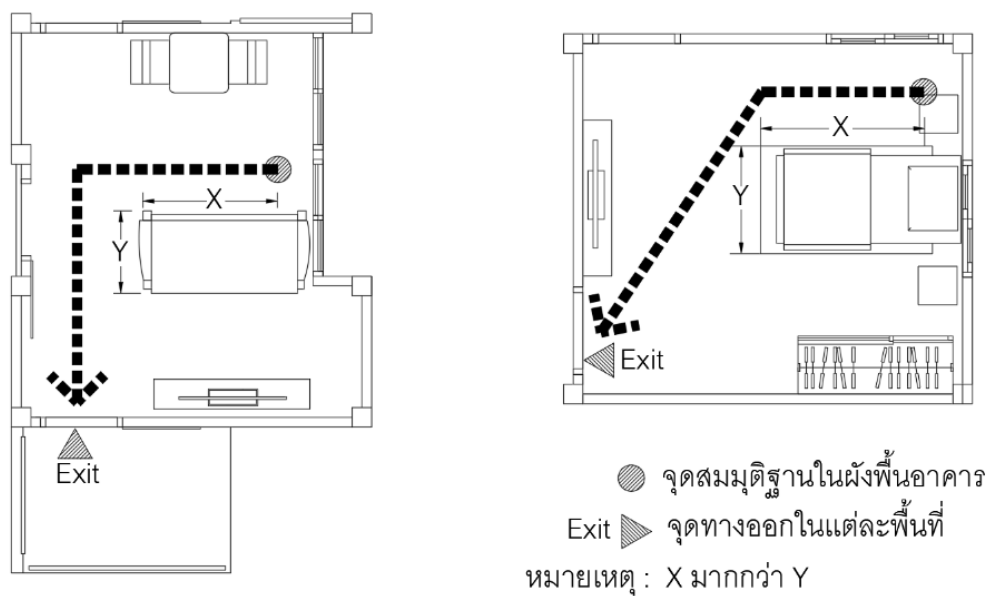 X
Y
Exit
X
Y
Exit
จุดสมมุติฐานในผังพื้นอาคาร
Exit จุดทางออกในแต่ละพื้นที่
หมายเหตุ : X มากกว่า Y